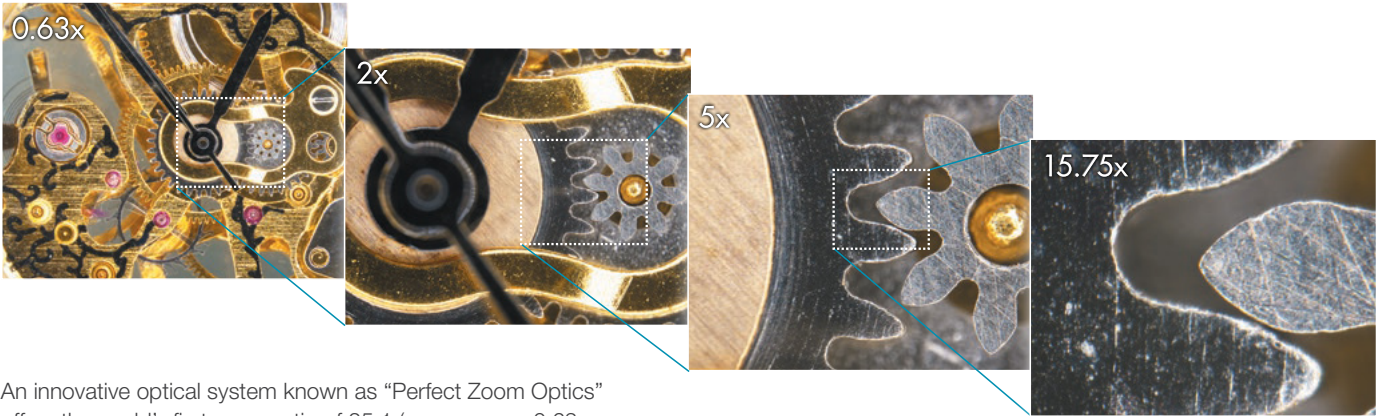 0.63x
2x
5x
15.75x
An innovative optical system known as “Perfect Zoom Optics”